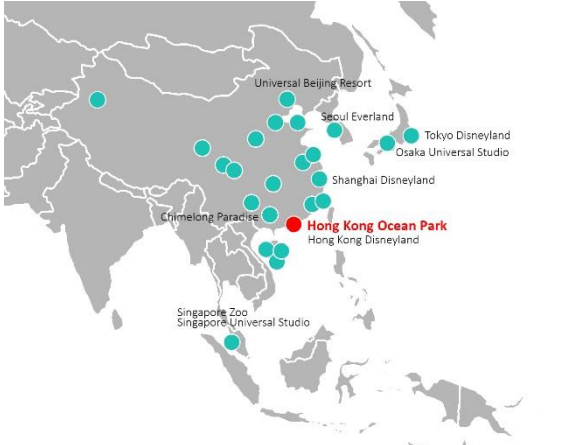 Universal Beijing Resort
Seoul Everland
Tokyo Disneyland
Osaka Universal Studio
Shanghai Disneyland
Chimelong Paradise
Hong Kong Ocean Park
Hong Kong Disneyland
Singapore Zoo
Singapore Universal Studio